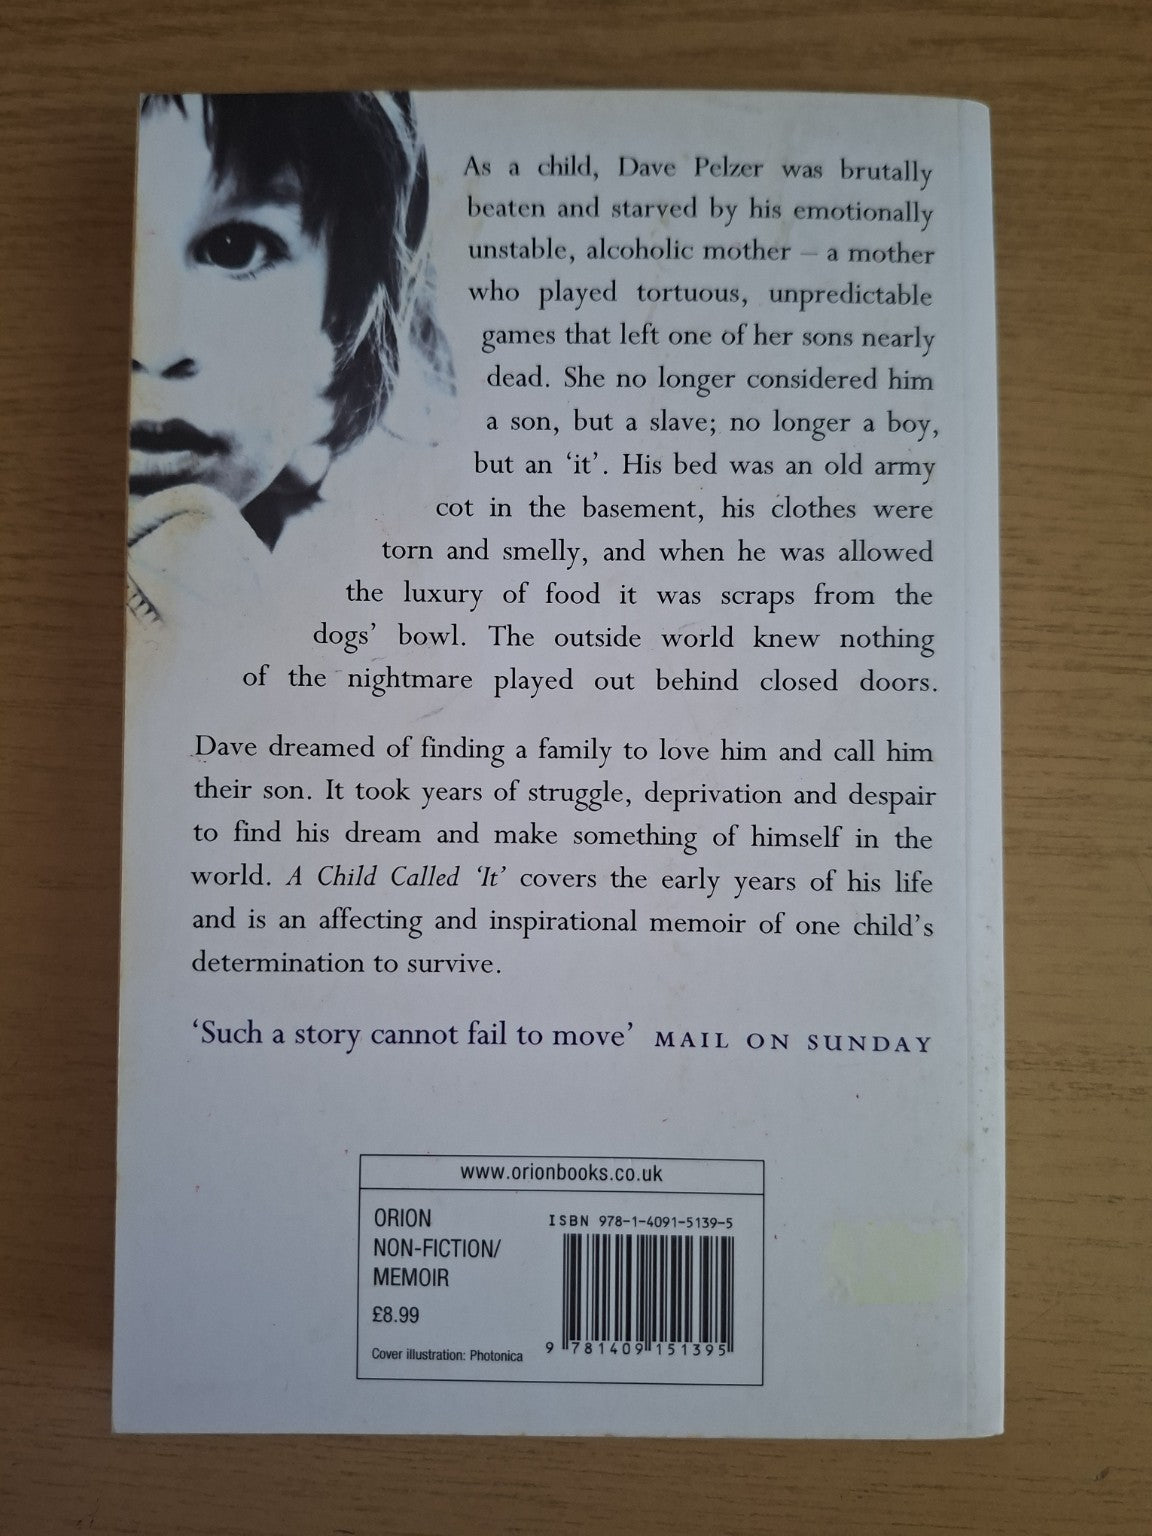 As a child, Dave Pelzer was brutally
beaten and starved by his emotionally
unstable, alcoholic mother – a mother
who played tortuous, unpredictable
games that left one of her sons nearly
dead. She no longer considered him
a son, but a slave; no longer a boy,
but an ‘it’. His bed was an old army
cot in the basement, his clothes were
torn and smelly, and when he was allowed
the luxury of food it was scraps from the
dogs’ bowl. The outside world knew nothing
of the nightmare played out behind closed doors.
Dave dreamed of finding a family to love him and call him
their son. It took years of struggle, deprivation and despair
to find his dream and make something of himself in the
world. A Child Called ‘It’ covers the early years of his life
and is an affecting and inspirational memoir of one child’s
determination to survive.
‘Such a story cannot fail to move’ MAIL ON SUNDAY
www.orionbooks.co.uk
ORION
NON-FICTION/
MEMOIR
£8.99
Cover illustration: Photonica
ISBN 978-1-4091-5139-5
9 781409 151395